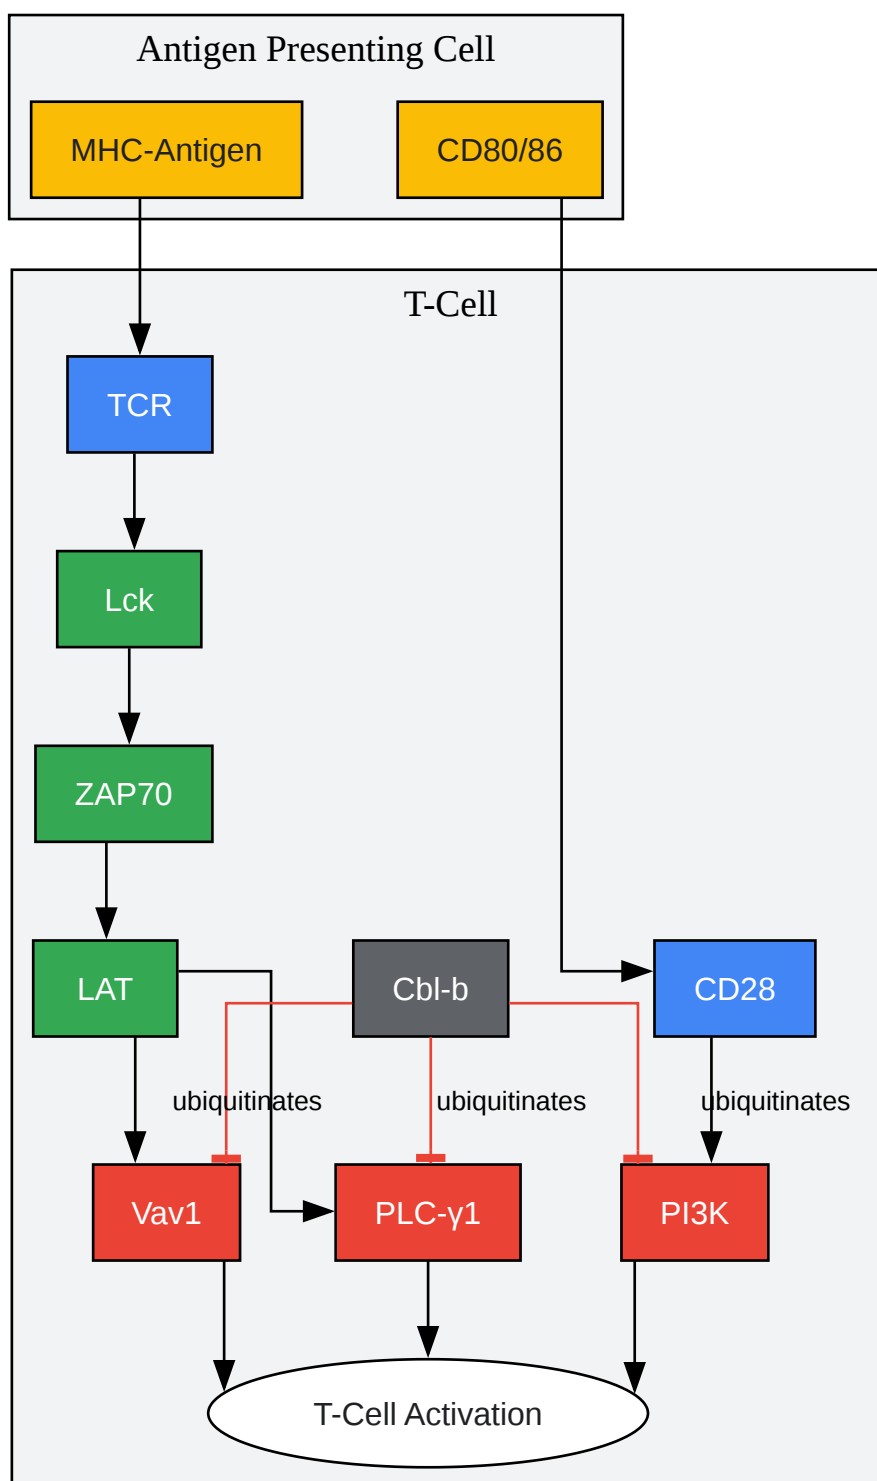 Antigen Presenting Cell
MHC-Antigen
CD80/86
T-Cell
TCR
Lck
ZAP70
LAT
Cbl-b
CD28
ubiquitinates
ubiquitinates
ubiquitinates
Vav1
PLC-γ1
PI3K
T-Cell Activation